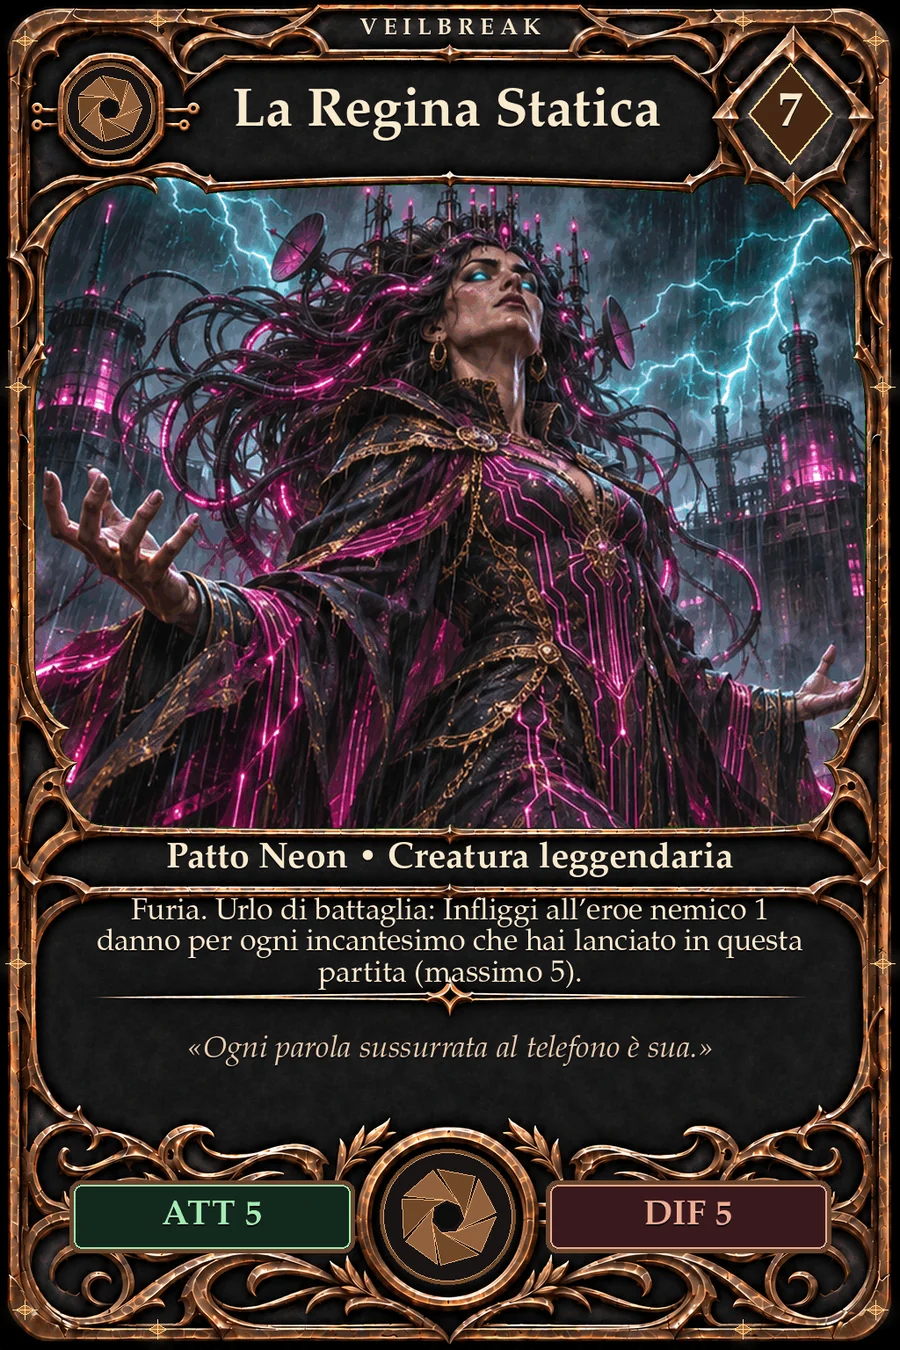 VEILBREAK
La Regina Statica
7
Patto Neon • Creatura leggendaria
Furia. Urlo di battaglia: Infliggi all’eroe nemico 1
danno per ogni incantesimo che hai lanciato in questa
partita (massimo 5).
«Ogni parola sussurrata al telefono è sua.»
ATT 5
DIF 5